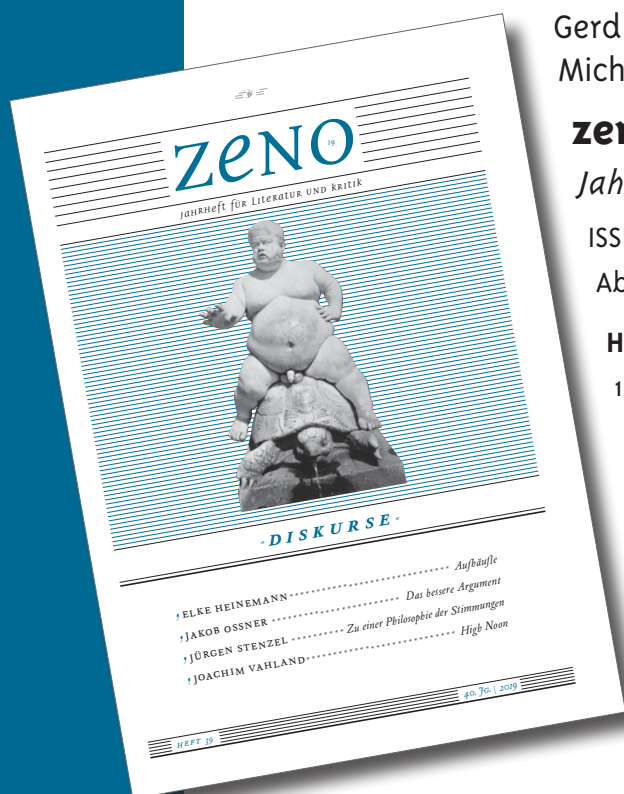 zeno
19
Jahrheft für Literatur und Kritik
»DISKURSE«
ELKE HEINEMANN Aufhäufle
JAKOB OSSNER Das bessere Argument
JÜRGEN STENZEL Zu einer Philosophie der Stimmungen
JOACHIM VAHLAND High Noon
HEFT 39
40. Jg. | 2019
Gerd
Mich
zen
Jah
ISS
Ab
H
1